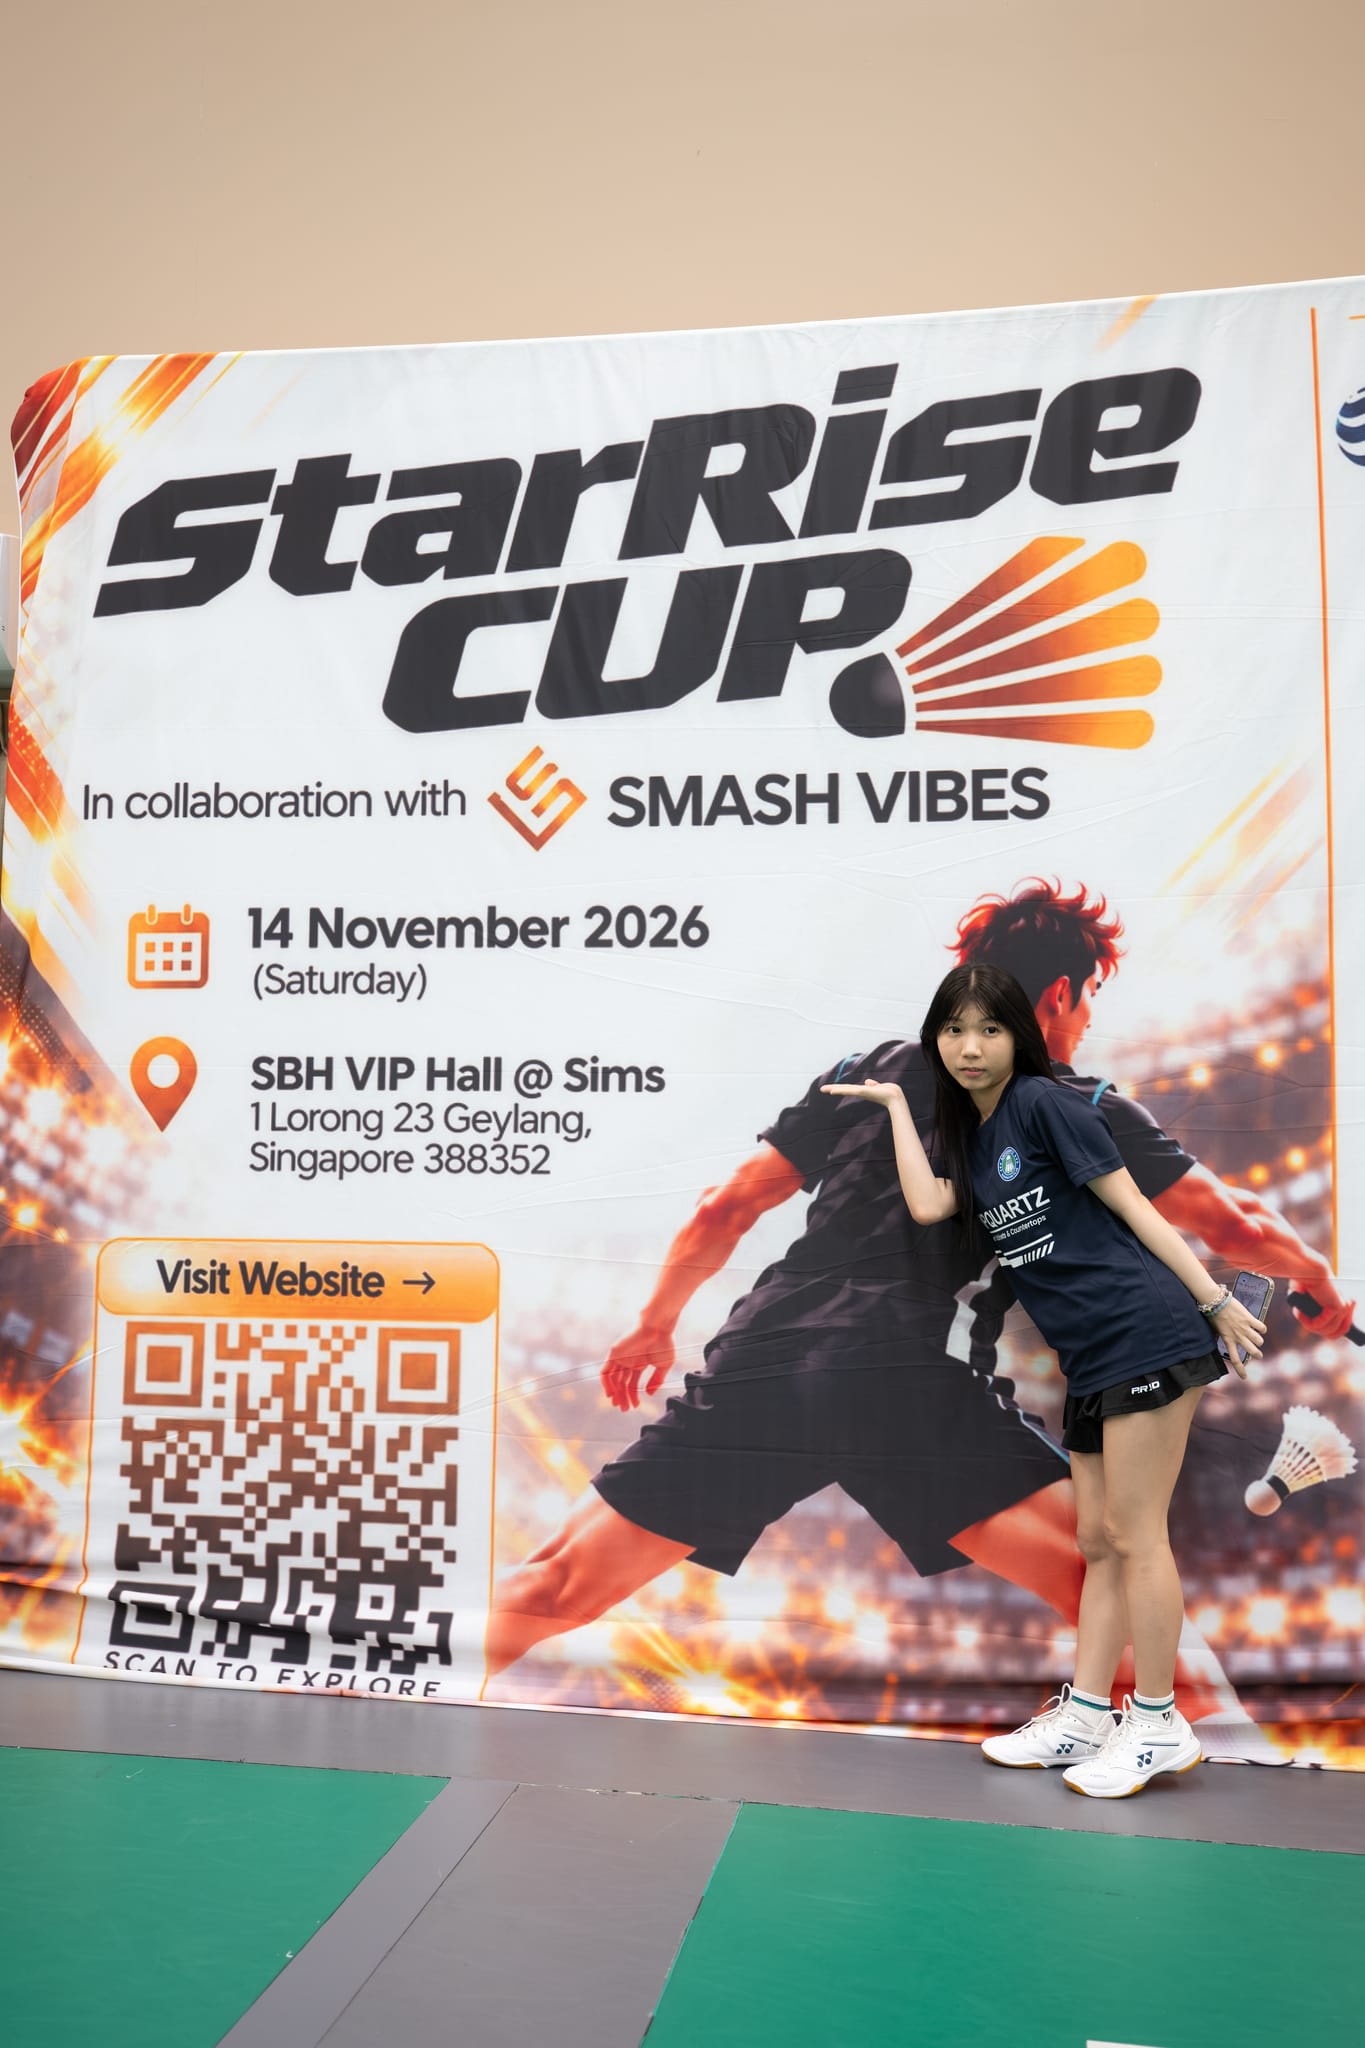 StarRise
CUP
In collaboration with SMASH VIBES
14 November 2026
(Saturday)
SBH VIP Hall @ Sims
1 Lorong 23 Geylang,
Singapore 388352
Visit Website →
SCAN TO EXPLORE
QUARTZ
& Countertops